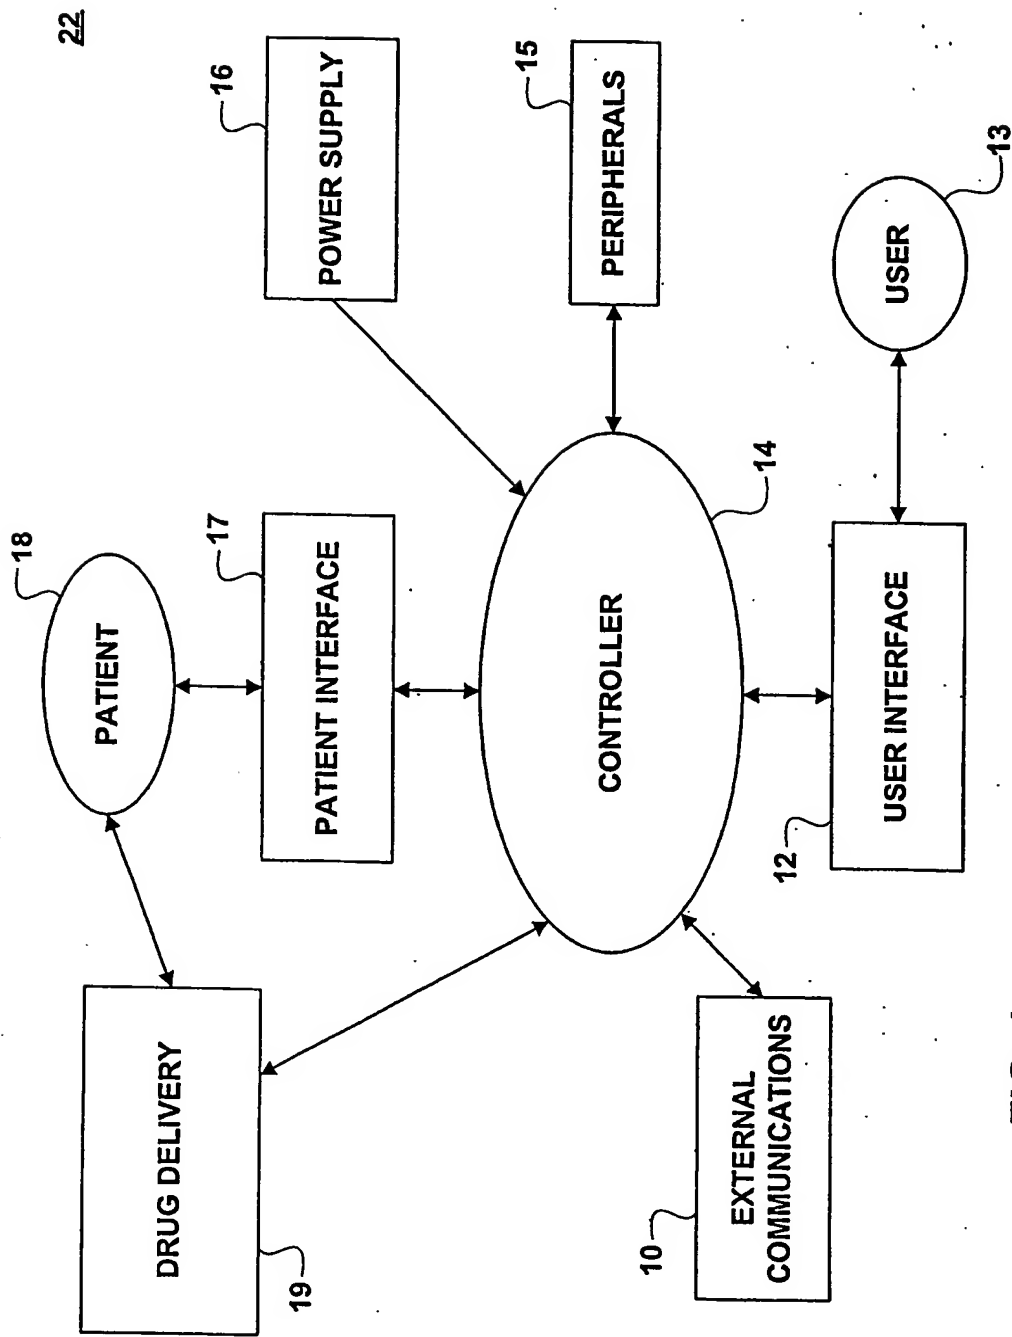 22
18
PATIENT
16
POWER SUPPLY
17
PATIENT INTERFACE
DRUG DELIVERY
19
15
PERIPHERALS
CONTROLLER
14
10
EXTERNAL
COMMUNICATIONS
12
USER INTERFACE
USER
13